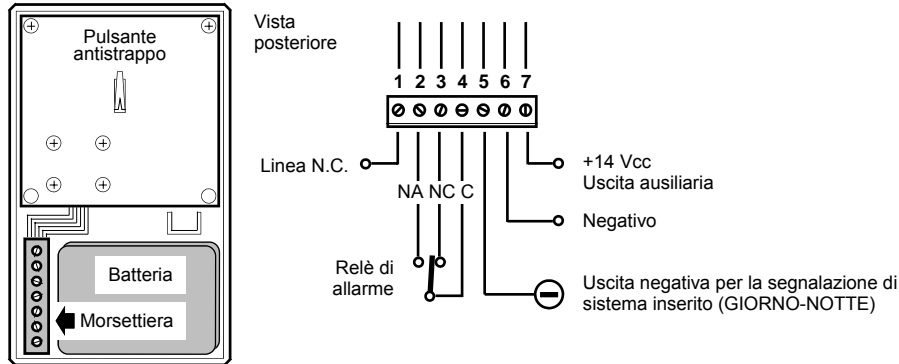 Pulsante
antistrappo
Batteria
Morsettiera
Vista
posteriore
1 2 3 4 5 6 7
Linea N.C.
NA NC C
Relè di
allarme
+14 Vcc
Uscita ausiliaria
Negativo
Uscita negativa per la segnalazione di
sistema inserito (GIORNO-NOTTE)